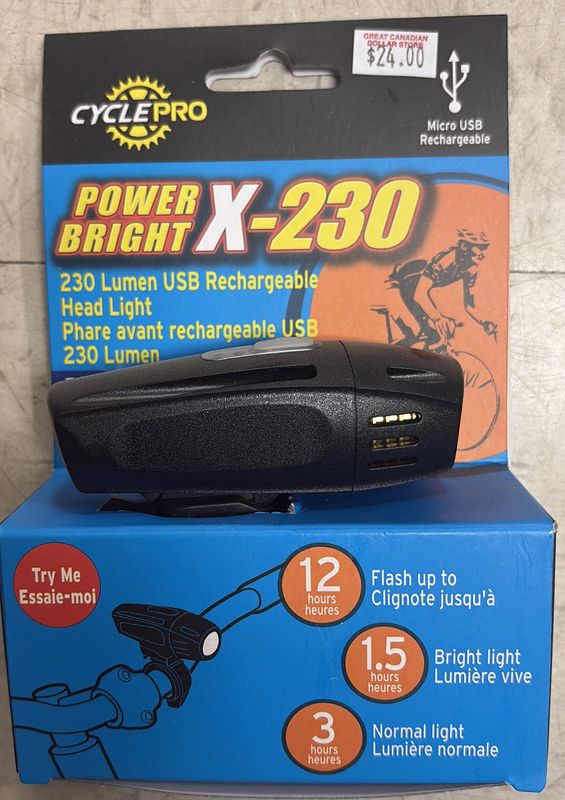 GREAT CANADIAN
DOLLAR STORE
$24.00
CYCLEPRO
Micro USB
Rechargeable
POWER
BRIGHT
X-230
230 Lumen USB Rechargeable
Head Light
Phare avant rechargeable USB
230 Lumen
Try Me
Essaie-moi
12
hours
heures
Flash up to
Clignote jusqu'à
1.5
hours
heures
Bright light
Lumière vive
3
hours
heures
Normal light
Lumière normale